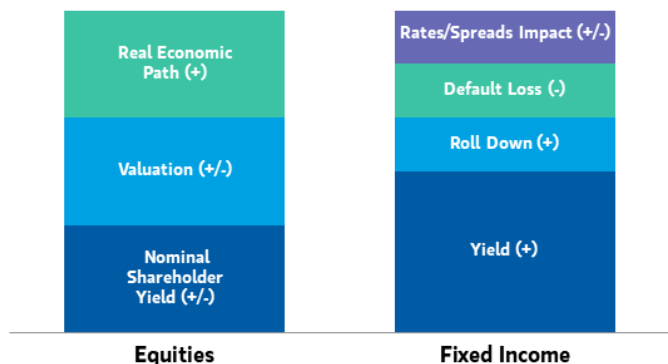 Real Economic
Path (+)
Valuation (+/-)
Nominal
Shareholder
Yield (+/-)
Equities
Rates/Spreads Impact (+/-)
Default Loss (-)
Roll Down (+)
Yield (+)
Fixed Income